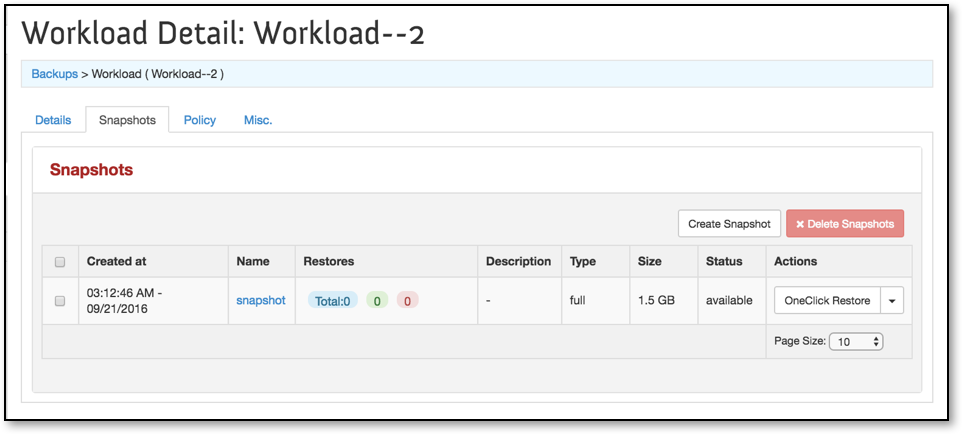 Workload Detail: Workload--2
Backups > Workload ( Workload--2 )
Details Snapshots Policy Misc.
Snapshots
Create Snapshot × Delete Snapshots
Created at Name Restores Description Type Size Status Actions
03:12:46 AM - 09/21/2016 snapshot Total:0 0 0 - full 1.5 GB available OneClick Restore
Page Size: 10